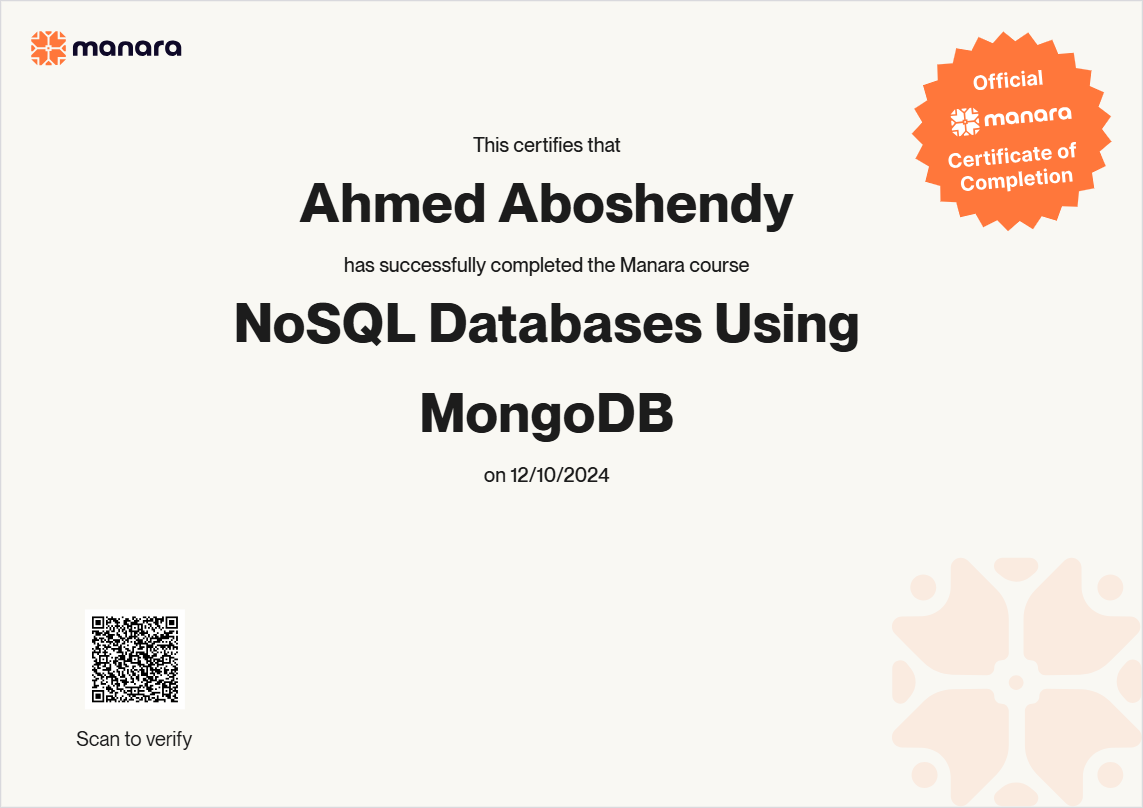 manara
Official
manara
Certificate of
Completion
This certifies that
Ahmed Aboshendy
has successfully completed the Manara course
NoSQL Databases Using
MongoDB
on 12/10/2024
Scan to verify